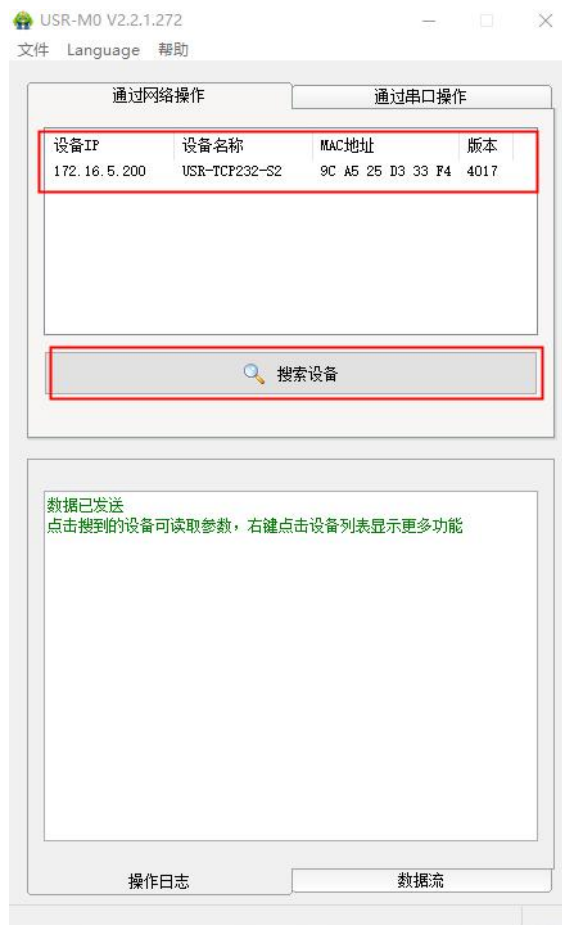 USR-M0 V2.2.1.272
文件 Language 帮助
通过网络操作 通过串口操作
设备IP 设备名称 MAC地址 版本
172.16.5.200 USR-TCP232-S2 9C A5 25 D3 33 F4 4017
搜索设备
数据已发送
点击搜到的设备可读取参数，右键点击设备列表显示更多功能
操作日志 数据流